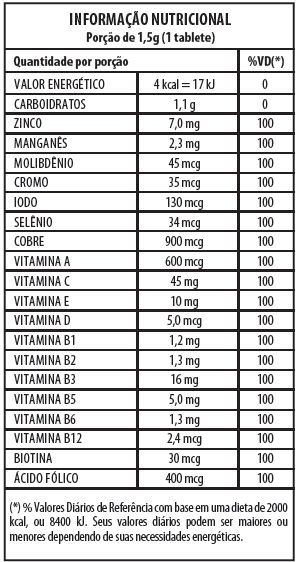 INFORMAÇÃO NUTRICIONAL
Porção de 1,5g (1 tablete)
Quantidade por porção %VD(*)
VALOR ENERGÉTICO 4 kcal = 17 kJ 0
CARBOIDRATOS 1,1 g 0
ZINCO 7,0 mg 100
MANGANÊS 2,3 mg 100
MOLIBDÊNIO 45 mcg 100
CROMO 35 mcg 100
IODO 130 mcg 100
SELÊNIO 34 mcg 100
COBRE 900 mcg 100
VITAMINA A 600 mcg 100
VITAMINA C 45 mg 100
VITAMINA E 10 mg 100
VITAMINA D 5,0 mcg 100
VITAMINA B1 1,2 mg 100
VITAMINA B2 1,3 mg 100
VITAMINA B3 16 mg 100
VITAMINA B5 5,0 mg 100
VITAMINA B6 1,3 mg 100
VITAMINA B12 2,4 mcg 100
BIOTINA 30 mcg 100
ÁCIDO FÓLICO 400 mcg 100
(*) % Valores Diários de Referência com base em uma dieta de 2000
kcal, ou 8400 kJ. Seus valores diários podem ser maiores ou
menores dependendo de suas necessidades energéticas.